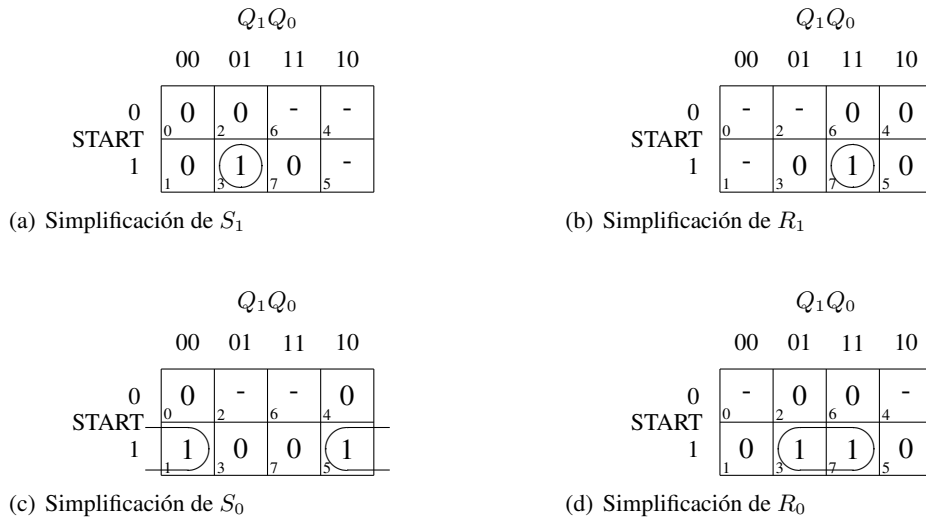 Q₁Q₀ Q₁Q₀
00 01 11 10 00 01 11 10
0 0 0 - - 0 - - 0 0
0 2 6 4 0 2 6 4
START START
1 0 1 0 - 1 - 0 1 0
1 3 7 5 1 3 7 5
(a) Simplificación de S₁ (b) Simplificación de R₁
Q₁Q₀ Q₁Q₀
00 01 11 10 00 01 11 10
0 0 - - 0 0 - 0 0 -
0 2 6 4 0 2 6 4
START START
1 1 0 0 1 1 0 1 1 0
1 3 7 5 1 3 7 5
(c) Simplificación de S₀ (d) Simplificación de R₀